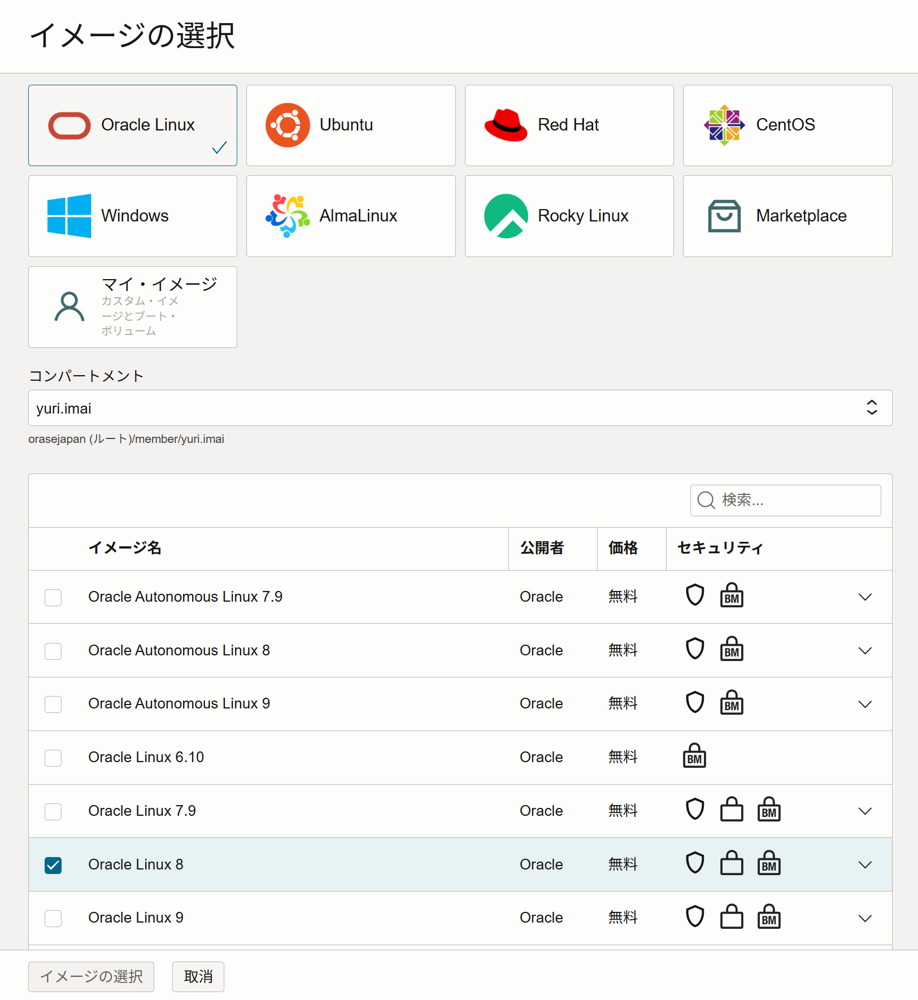 イメージの選択
Oracle Linux
Ubuntu
Red Hat
CentOS
Windows
AlmaLinux
Rocky Linux
Marketplace
マイ・イメージ
カスタム・イメ
ージとブート・
ボリューム
コンパートメント
yuri.imai
orasejapan (ルート)/member/yuri.imai
検索...
イメージ名 公開者 価格 セキュリティ
Oracle Autonomous Linux 7.9 Oracle 無料 BM
Oracle Autonomous Linux 8 Oracle 無料 BM
Oracle Autonomous Linux 9 Oracle 無料 BM
Oracle Linux 6.10 Oracle 無料 BM
Oracle Linux 7.9 Oracle 無料 BM
Oracle Linux 8 Oracle 無料 BM
Oracle Linux 9 Oracle 無料 BM
イメージの選択 取消